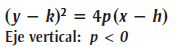 (y − k)² = 4p(x − h)
Eje vertical: p < 0